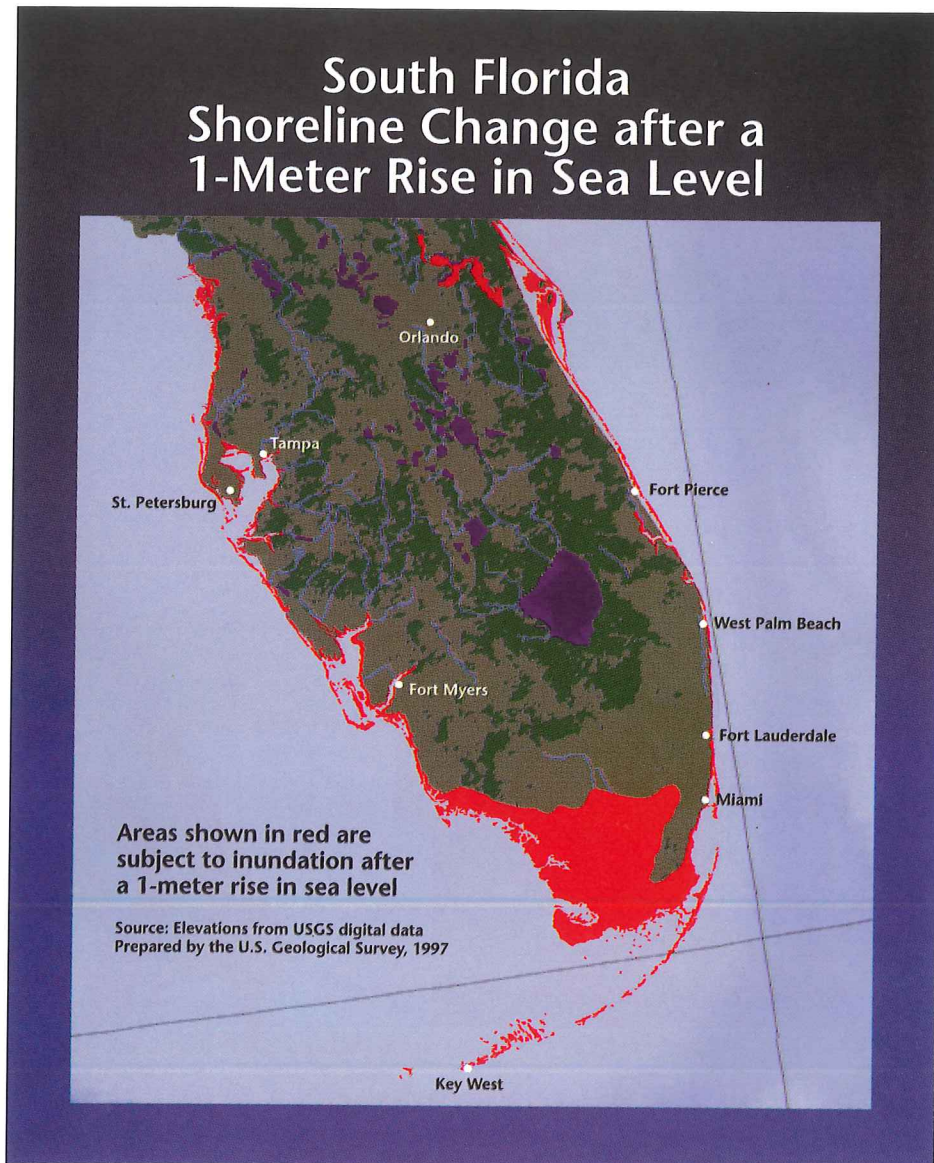 South Florida
Shoreline Change after a
1-Meter Rise in Sea Level
Orlando
Tampa
St. Petersburg
Fort Pierce
West Palm Beach
Fort Myers
Fort Lauderdale
Miami
Areas shown in red are
subject to inundation after
a 1-meter rise in sea level
Source: Elevations from USGS digital data
Prepared by the U.S. Geological Survey, 1997
Key West